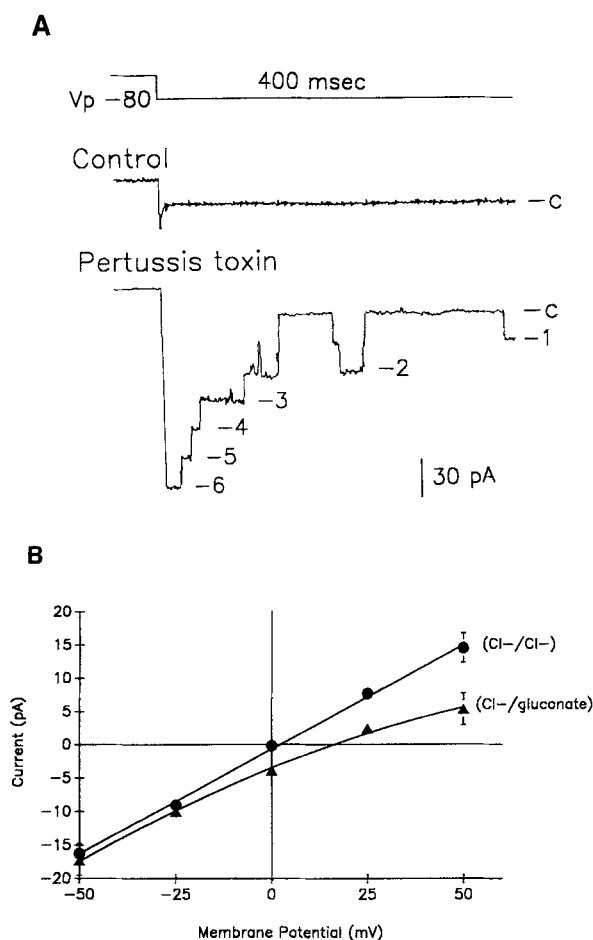 A
400 msec
Vp -80
Control
-c
Pertussis toxin
-c
-1
-2
-3
-4
-5
-6
30 pA
B
20
15
10
5
0
-5
-10
-15
-20
(Cl-/Cl-)
(Cl-/gluconate)
Current (pA)
-50
-25
0
25
50
Membrane Potential (mV)